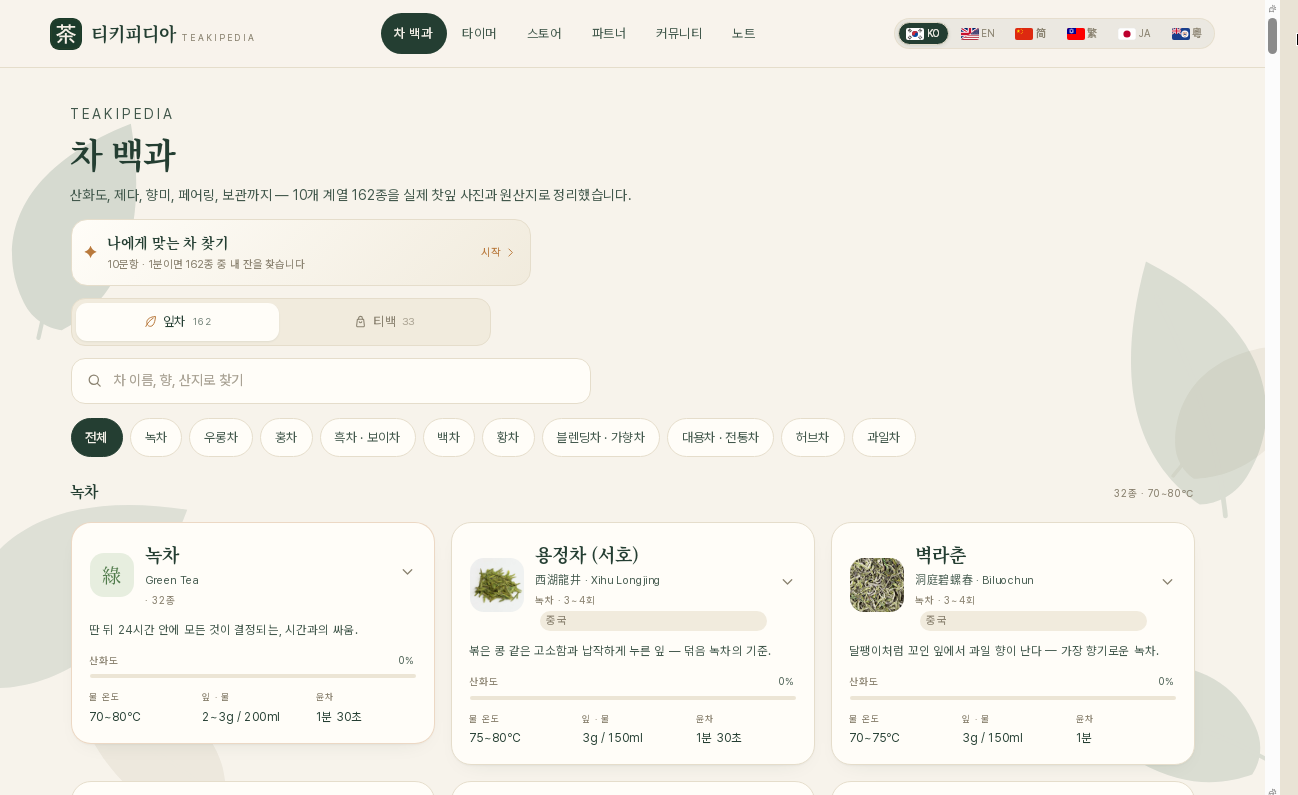 茶 티키피디아 TEAKIPEDIA
차 백과 타이머 스토어 파트너 커뮤니티 노트
KO EN 简 繁 JA 粵
TEAKIPEDIA
차 백과
산화도, 제다, 향미, 페어링, 보관까지 — 10개 계열 162종을 실제 찻잎 사진과 원산지로 정리했습니다.
나에게 맞는 차 찾기
10문항 · 1분이면 162종 중 내 잔을 찾습니다
시작
잎차 162
티백 33
차 이름, 향, 산지로 찾기
전체 녹차 우롱차 홍차 흑차 · 보이차 백차 황차 블렌딩차 · 가향차 대용차 · 전통차 허브차 과일차
녹차
32종 · 70~80°C
綠
녹차
Green Tea
· 32종
딴 뒤 24시간 안에 모든 것이 결정되는, 시간과의 싸움.
산화도 0%
물 온도 잎 · 물 윤차
70~80°C 2~3g / 200ml 1분 30초
용정차 (서호)
西湖龍井 · Xihu Longjing
녹차 · 3~4회
中国
볶은 콩 같은 고소함과 납작하게 누른 잎 — 덖음 녹차의 기준.
산화도 0%
물 온도 잎 · 물 윤차
75~80°C 3g / 150ml 1분 30초
벽라춘
洞庭碧螺春 · Biluochun
녹차 · 3~4회
中国
달팽이처럼 꼬인 잎에서 과일 향이 난다 — 가장 향기로운 녹차.
산화도 0%
물 온도 잎 · 물 윤차
70~75°C 3g / 150ml 1분